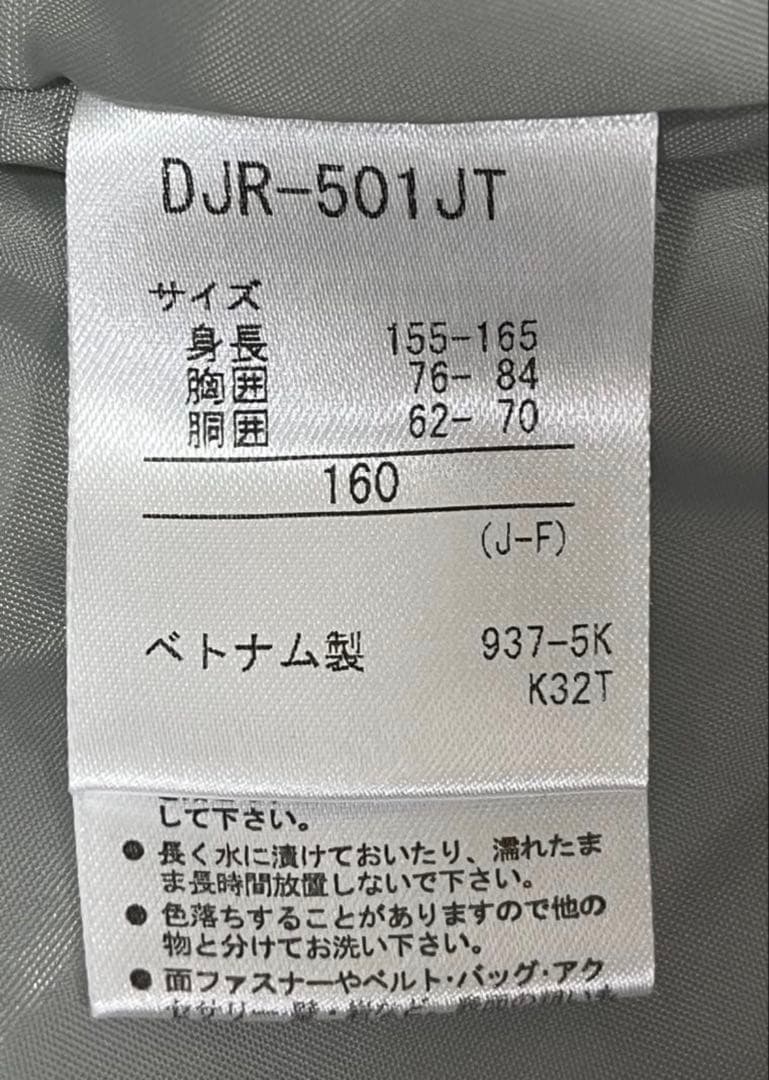 DJR-501JT
サイズ
身長 155-165
胸囲 76- 84
胴囲 62- 70
160
(J-F)
ベトナム製 937-5K
K32T
して下さい。
● 長く水に漬けておいたり、濡れたまま
ま長時間放置しないで下さい。
● 色落ちすることがありますので他の
物と分けてお洗い下さい。
● 面ファスナーやベルト・バッグ・アク
セサリー